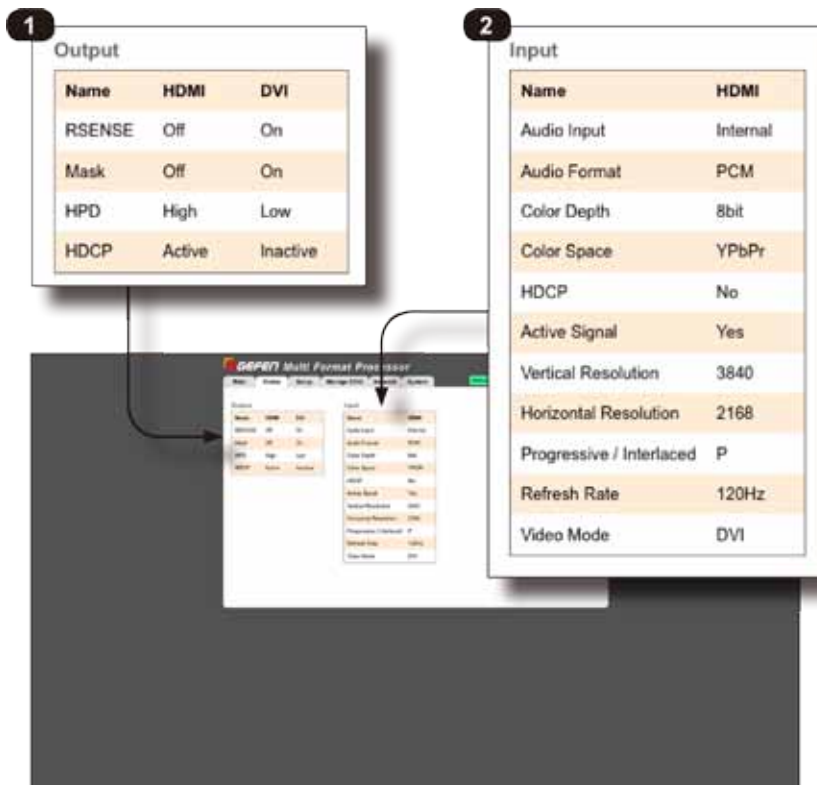 1
Output
Name HDMI DVI
RSENSE Off On
Mask Off On
HPD High Low
HDCP Active Inactive
2
Input
Name HDMI
Audio Input Internal
Audio Format PCM
Color Depth 8bit
Color Space YPbPr
HDCP No
Active Signal Yes
Vertical Resolution 3840
Horizontal Resolution 2168
Progressive / Interlaced P
Refresh Rate 120Hz
Video Mode DVI
GEFEN Multi Format Processor